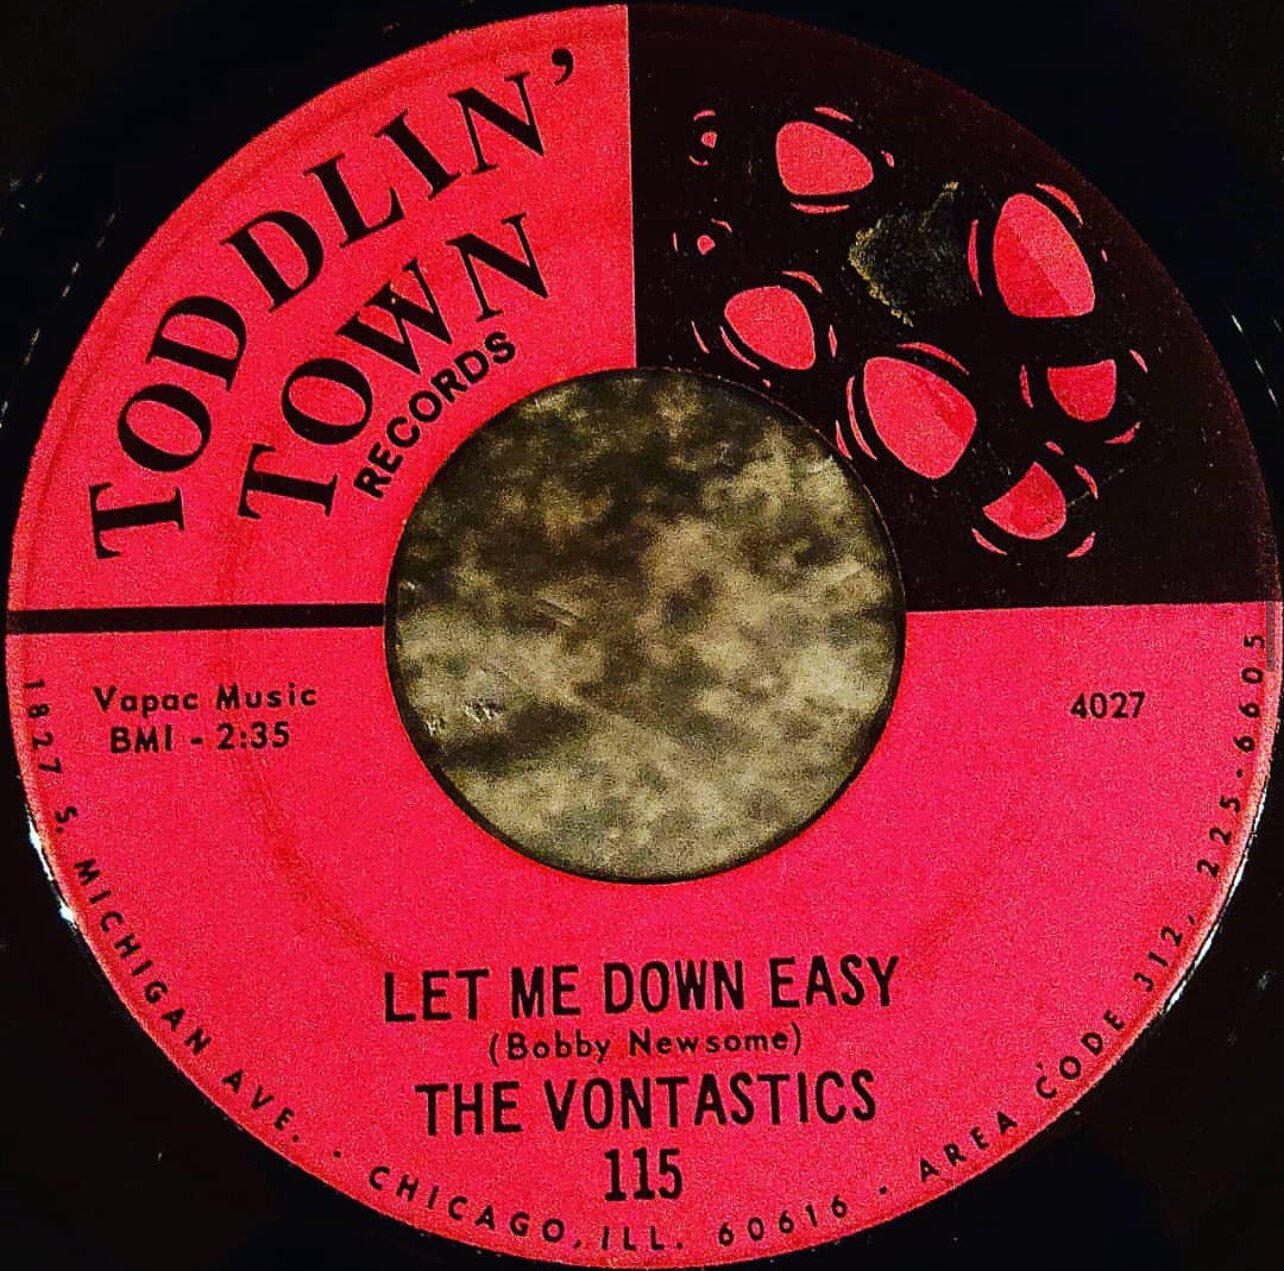 TODDLIN'
TOWN
RECORDS
Vapac Music
BMI - 2:35
4027
LET ME DOWN EASY
(Bobby Newsome)
THE VONTASTICS
115
1827 S. MICHIGAN AVE. · CHICAGO, ILL. 60616 · AREA CODE 312, 225-6605